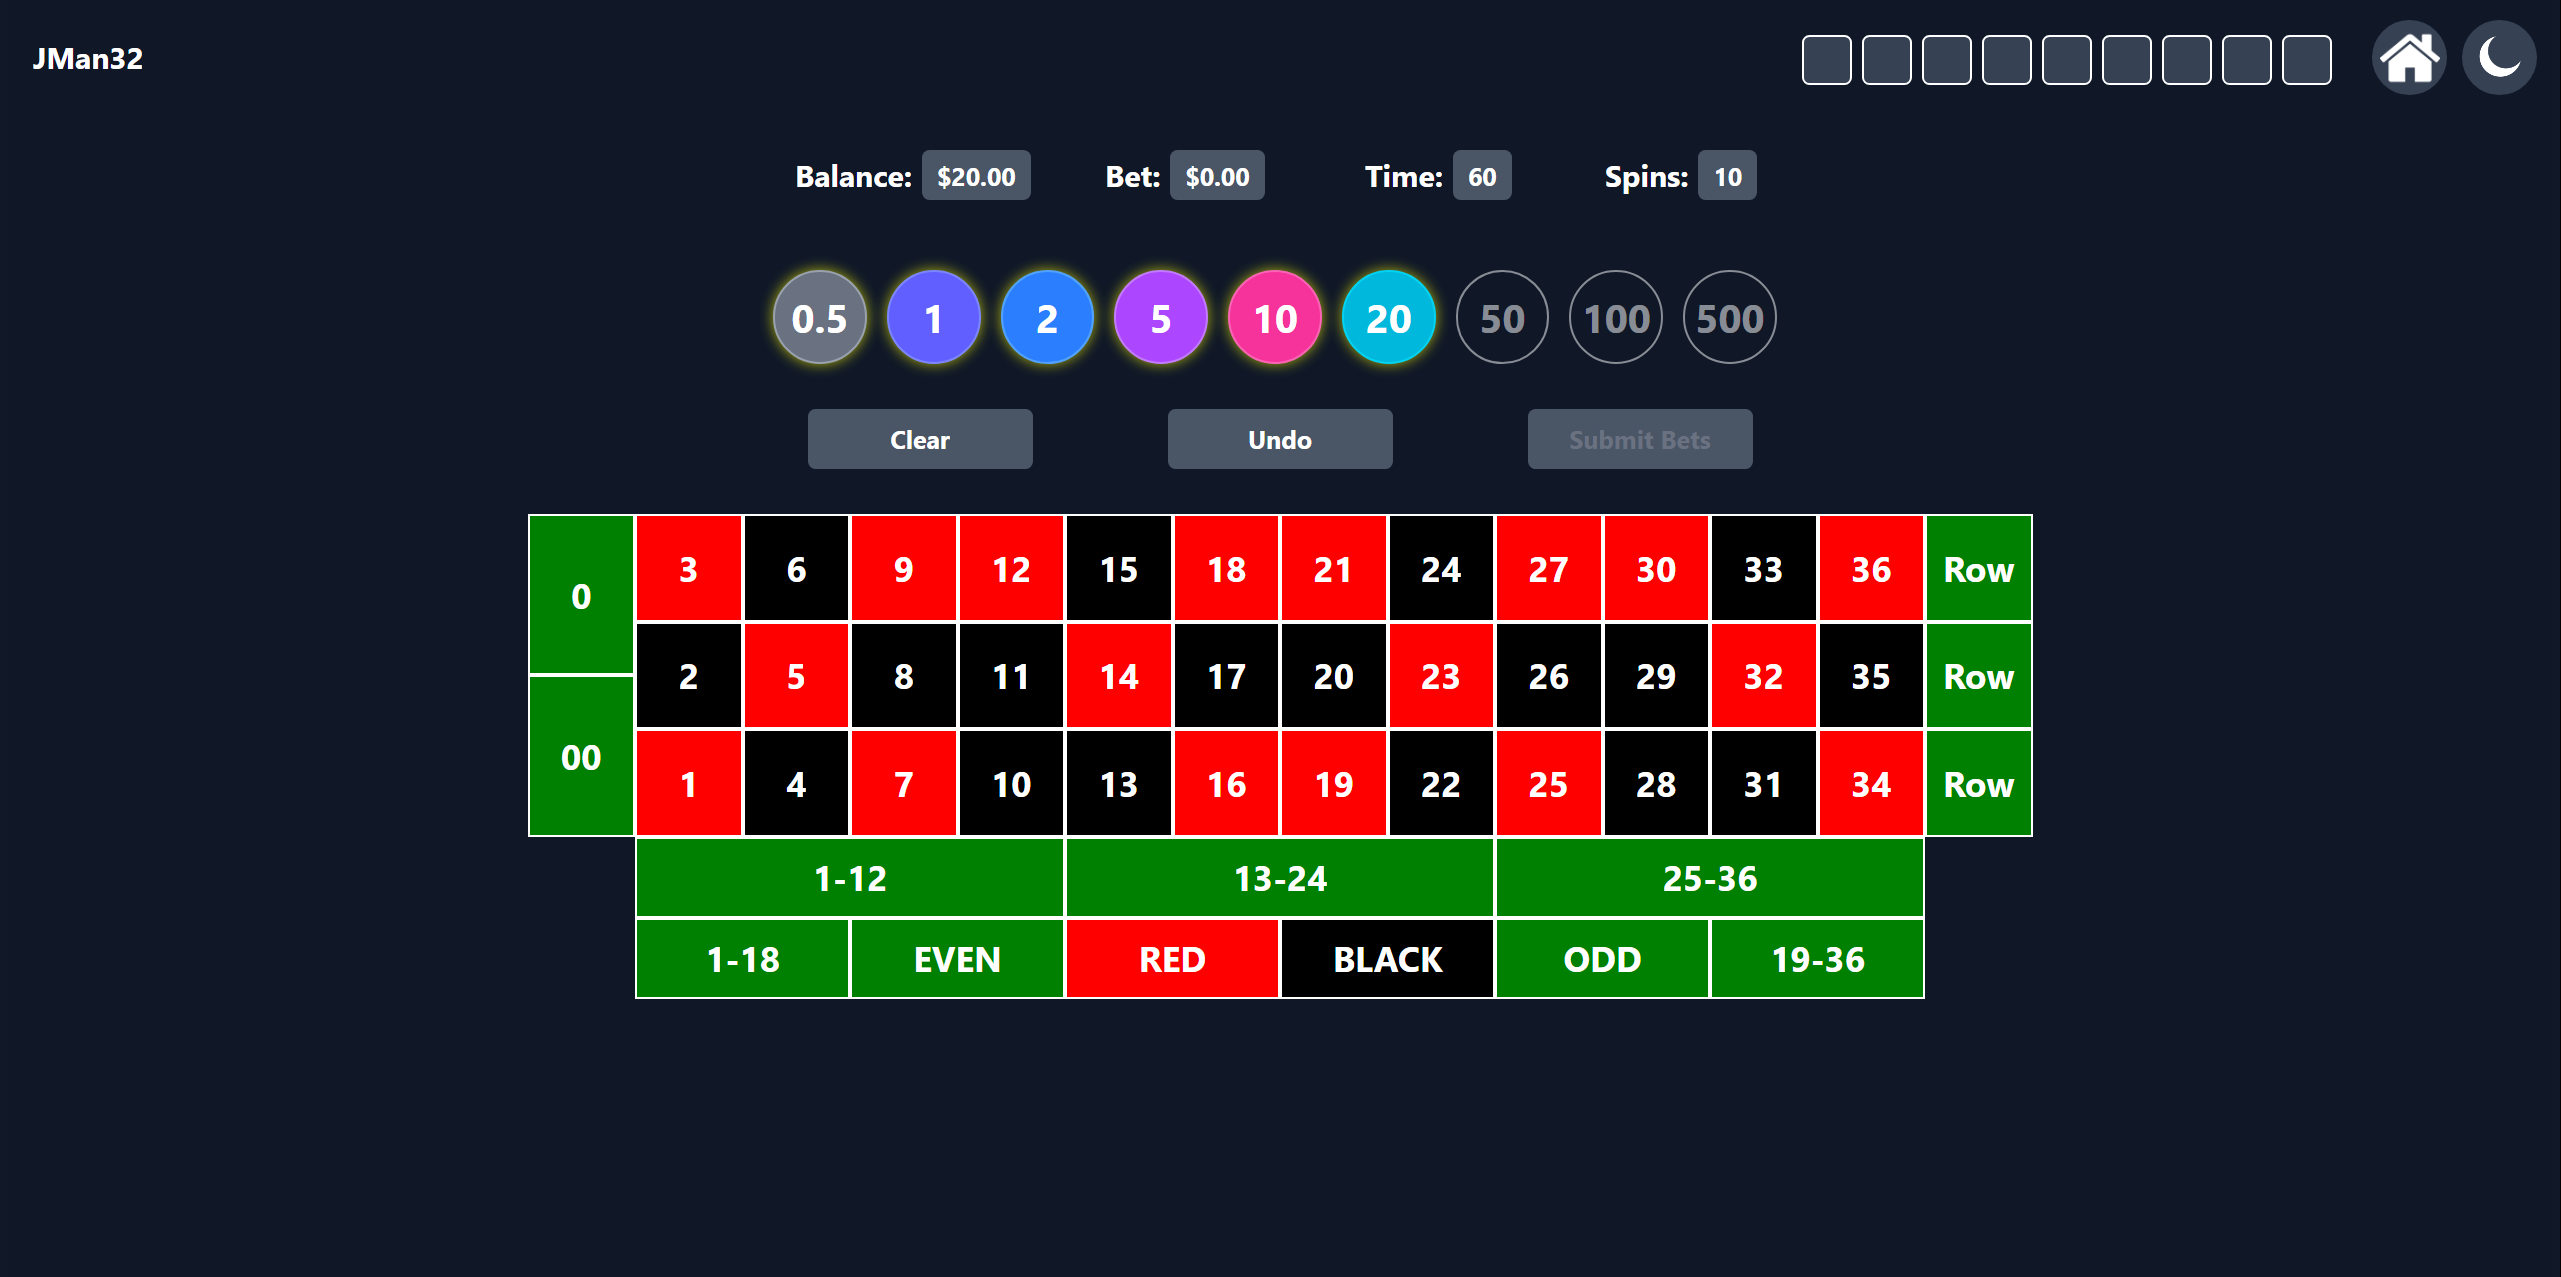 JMan32
Balance: $20.00 Bet: $0.00 Time: 60 Spins: 10
0.5 1 2 5 10 20 50 100 500
Clear Undo Submit Bets
0 3 6 9 12 15 18 21 24 27 30 33 36 Row
2 5 8 11 14 17 20 23 26 29 32 35 Row
00 1 4 7 10 13 16 19 22 25 28 31 34 Row
1-12 13-24 25-36
1-18 EVEN RED BLACK ODD 19-36